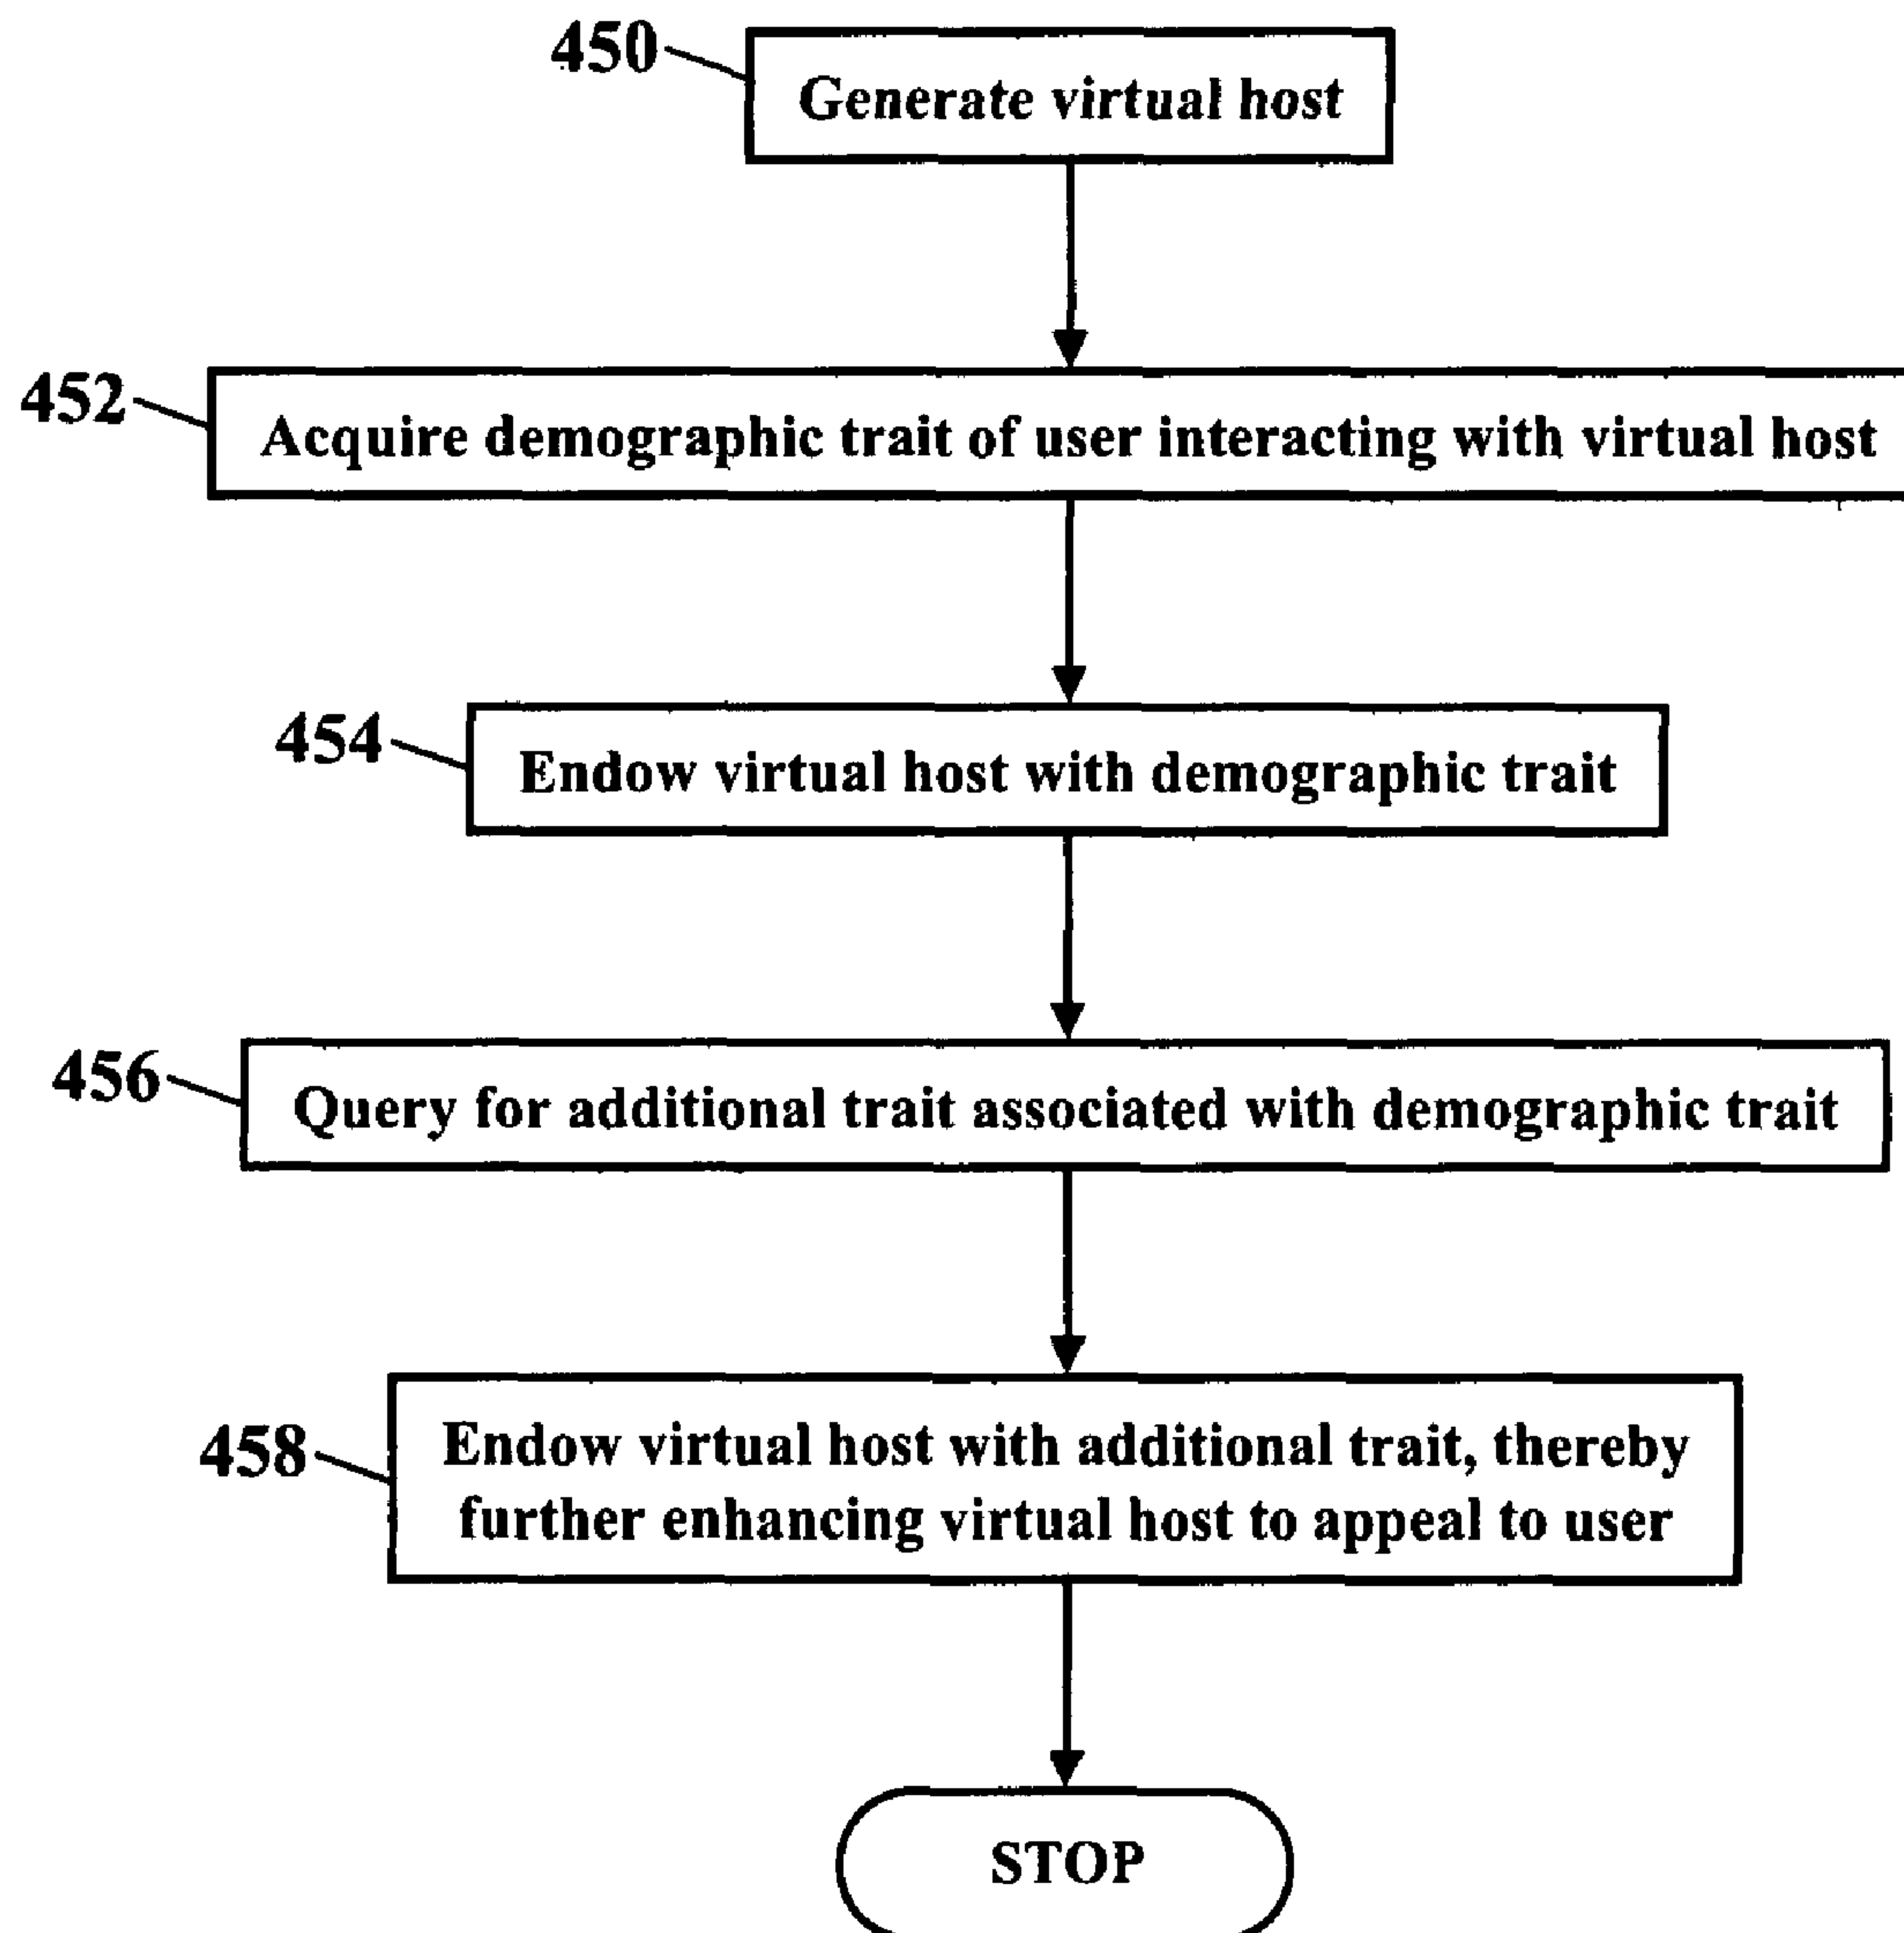 450
Generate virtual host
452
Acquire demographic trait of user interacting with virtual host
454
Endow virtual host with demographic trait
456
Query for additional trait associated with demographic trait
458
Endow virtual host with additional trait, thereby
further enhancing virtual host to appeal to user
STOP